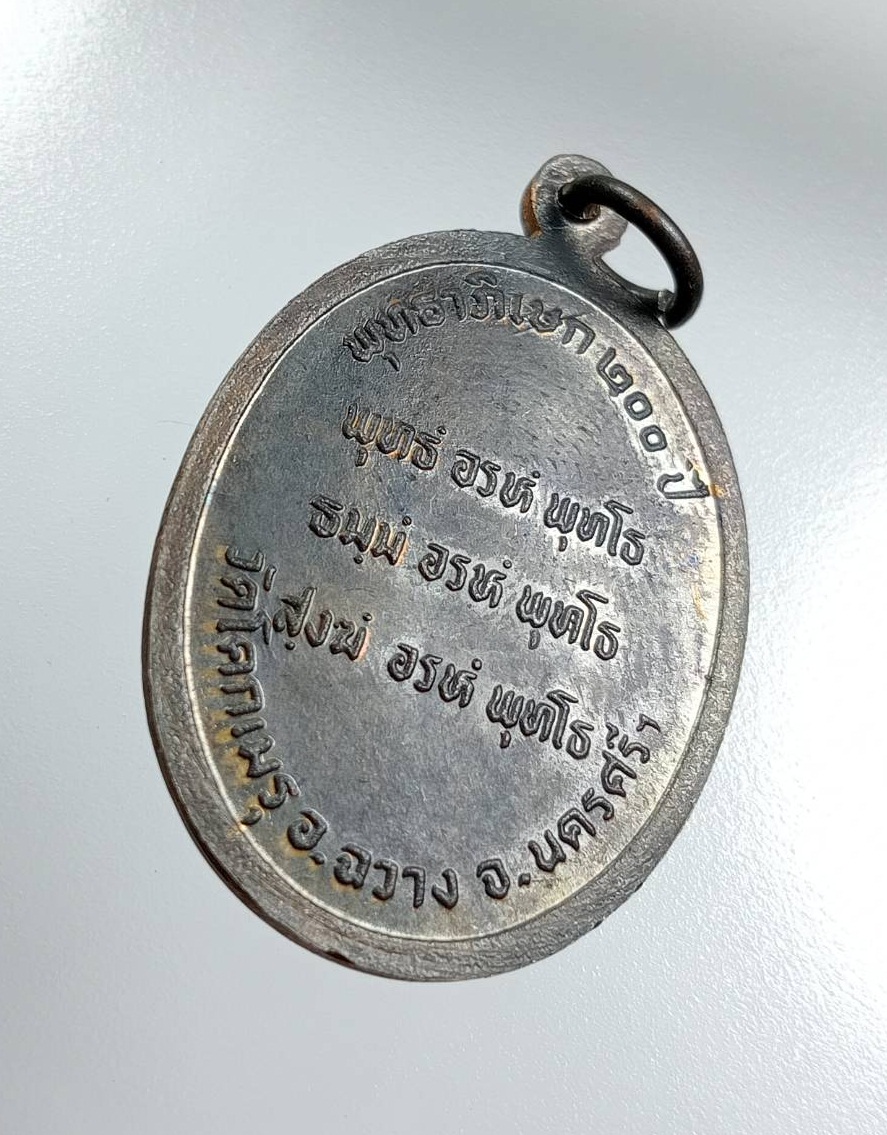 พุทธาภิเษก ๒๐๐ ปี
พุทธํ อรหํ พุทโธ
ธมฺมํ อรหํ พุทโธ
สงฺฆํ อรหํ พุทโธ
วัดโคกเมรุ อ.ฉวาง จ.นครศรีฯ